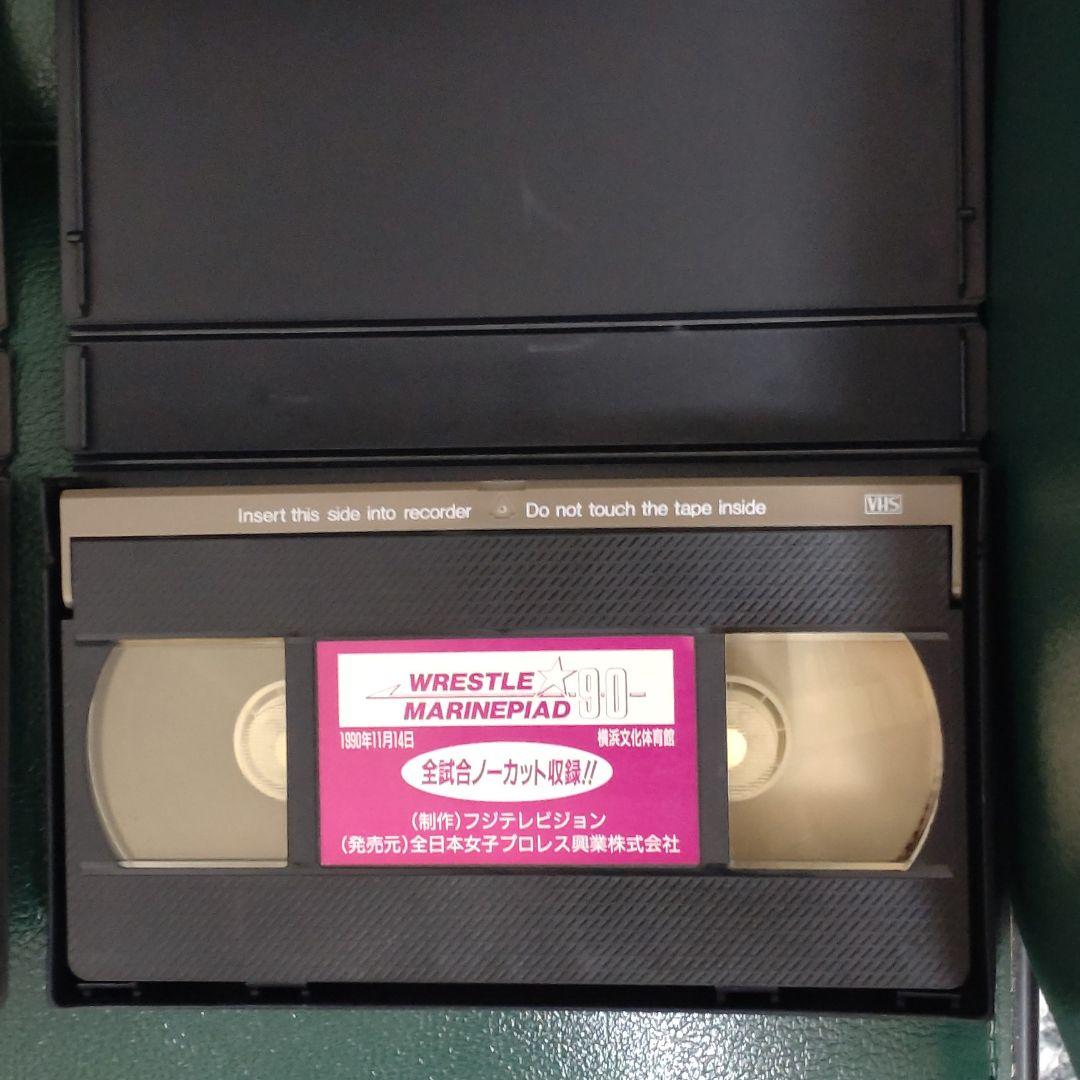 Insert this side into recorder Do not touch the tape inside VHS
WRESTLE
MARINEPIAD -9·0-
1990年11月14日 横浜文化体育館
全試合ノーカット収録!!
(制作)フジテレビジョン
(発売元)全日本女子プロレス興業株式会社